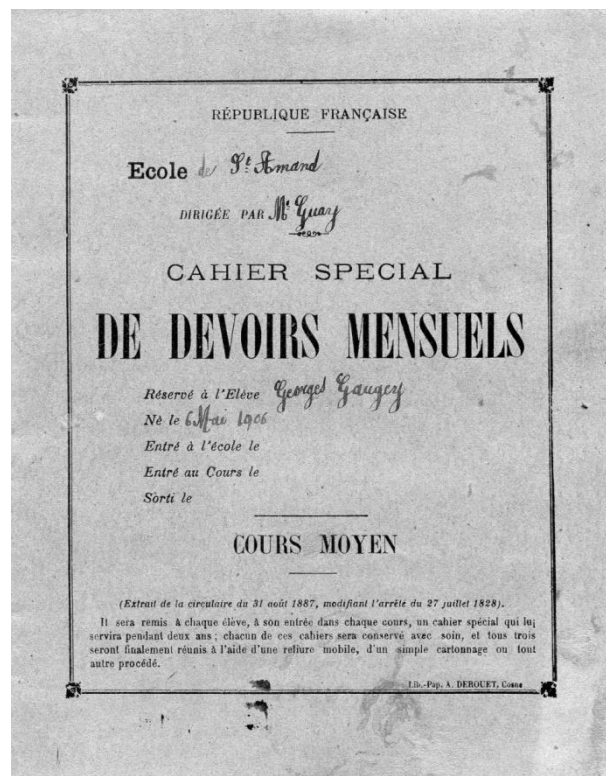 RÉPUBLIQUE FRANÇAISE
Ecole de St Amand
DIRIGÉE PAR Mr Guay
CAHIER SPECIAL
DE DEVOIRS MENSUELS
Réservé à l'Elève Georges Gaugey
Né le 6 Mai 1906
Entré à l'école le
Entré au Cours le
Sorti le
COURS MOYEN
(Extrait de la circulaire du 31 août 1887, modifiant l'arrêté du 27 juillet 1828).
Il sera remis à chaque élève, à son entrée dans chaque cours, un cahier spécial qui lui
servira pendant deux ans ; chacun de ces cahiers sera conservé avec soin, et tous trois
seront finalement réunis à l'aide d'une reliure mobile, d'un simple cartonnage ou tout
autre procédé.
Lib.-Pap. A. DEROUET, Cosne